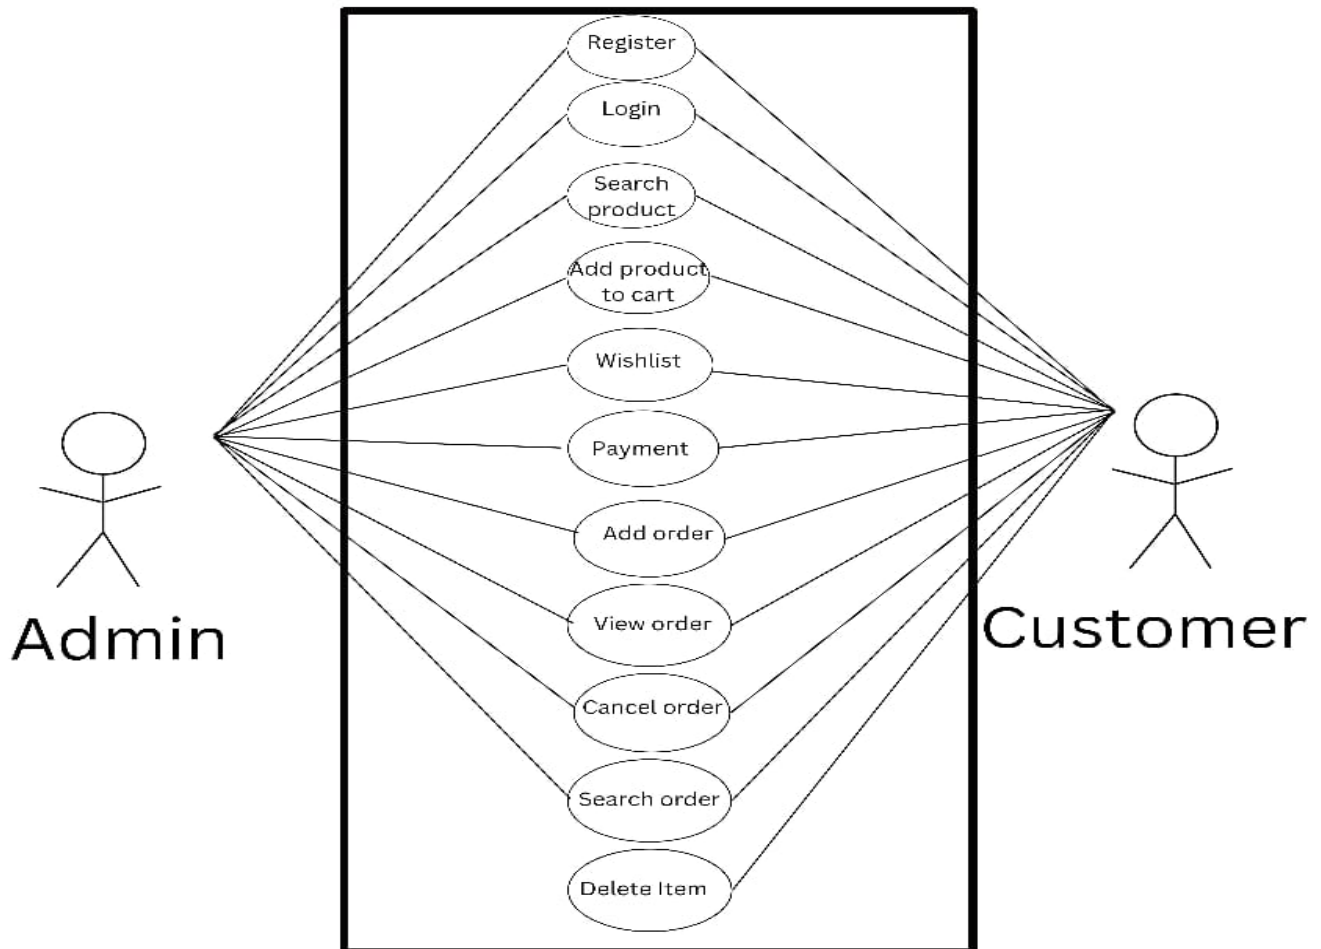 Register
Login
Search
product
Add product
to cart
Wishlist
Payment
Add order
View order
Cancel order
Search order
Delete Item
Admin
Customer